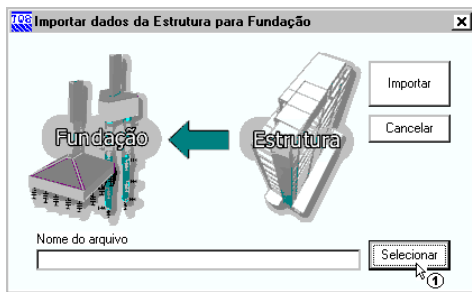 TQS Importar dados da Estrutura para Fundação
Importar
Cancelar
Fundação
Estrutura
Nome do arquivo
Selecionar
1